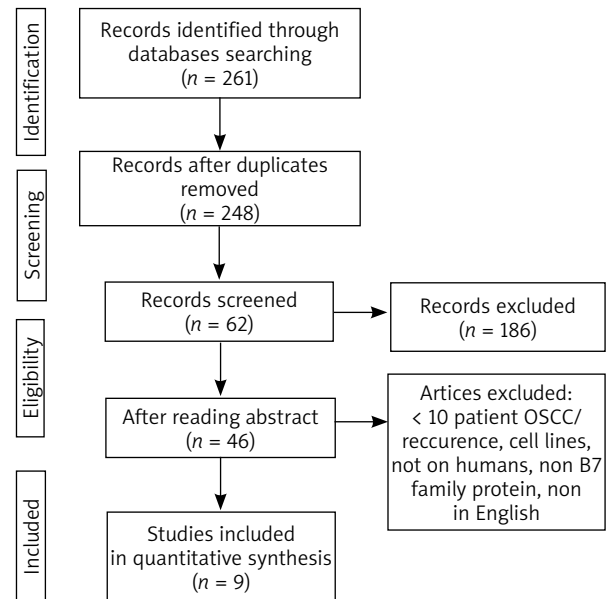 Identification
Records identified through
databases searching
(n = 261)
Records after duplicates
removed
(n = 248)
Screening
Records screened
(n = 62)
Records excluded
(n = 186)
Eligibility
After reading abstract
(n = 46)
Artices excluded:
< 10 patient OSCC/
reccurence, cell lines,
not on humans, non B7
family protein, non
in English
Included
Studies included
in quantitative synthesis
(n = 9)